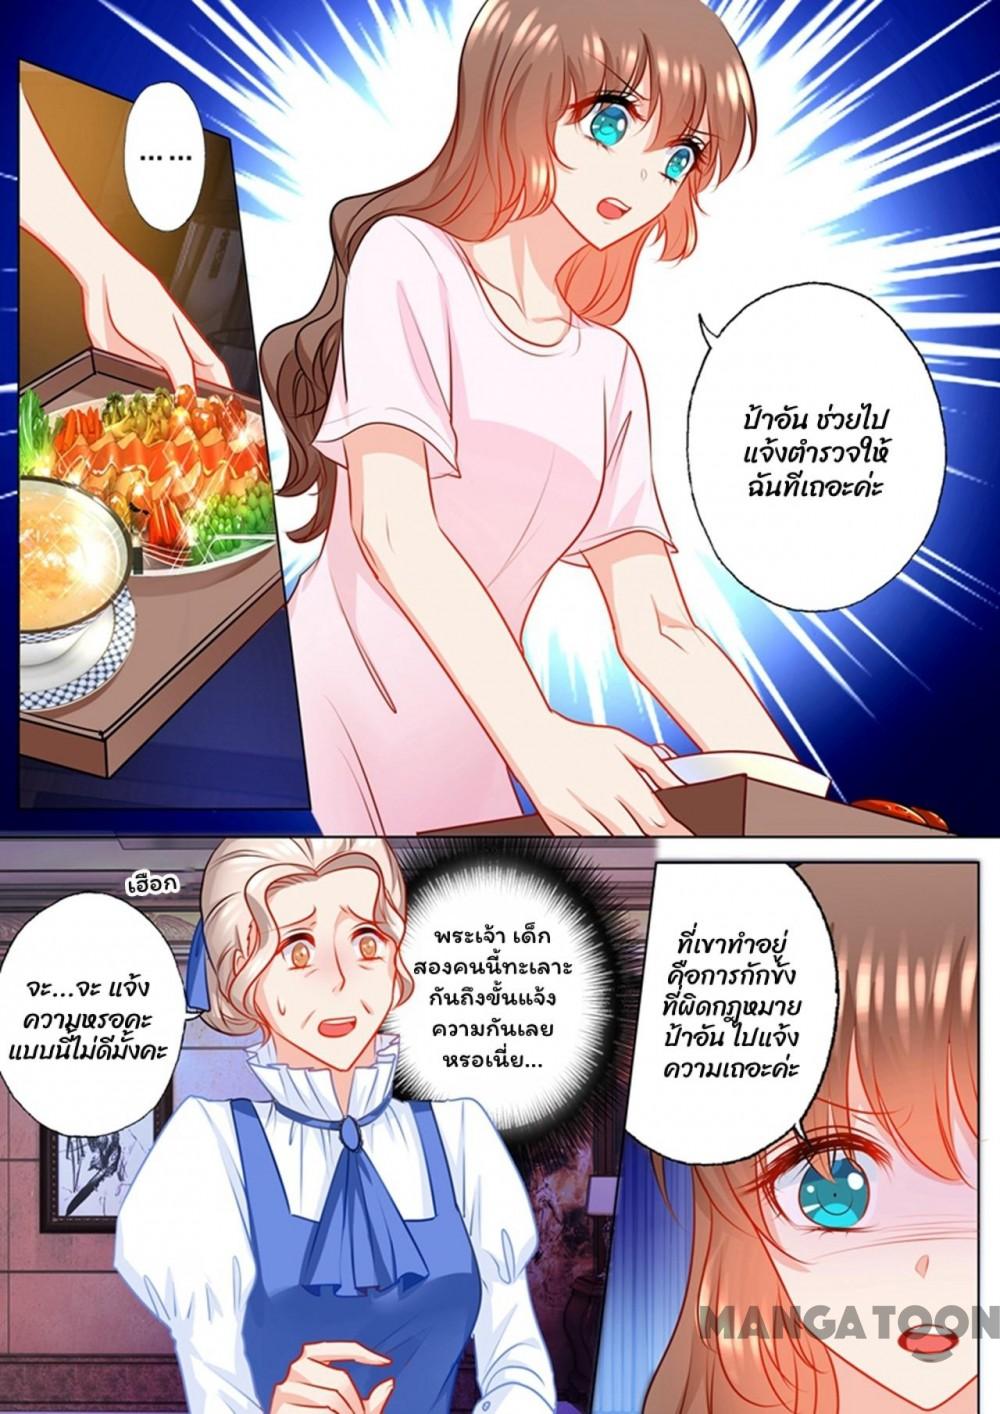 ... ...
ป้าอัน ช่วยไป
แจ้งตำรวจให้
ฉันทีเถอะค่ะ
ที่เขาทำอยู่
คือการกักขัง
ที่ผิดกฎหมาย
ป้าอัน ไปแจ้ง
ความเถอะค่ะ
พระเจ้า เด็ก
สองคนนี้ทะเลาะ
กันถึงขั้นแจ้ง
ความกันเลย
หรอเนี่ย...
เฮือก
จะ...จะ แจ้ง
ความหรอคะ
แบบนี้ไม่ดีมั้งคะ
MANGATOON